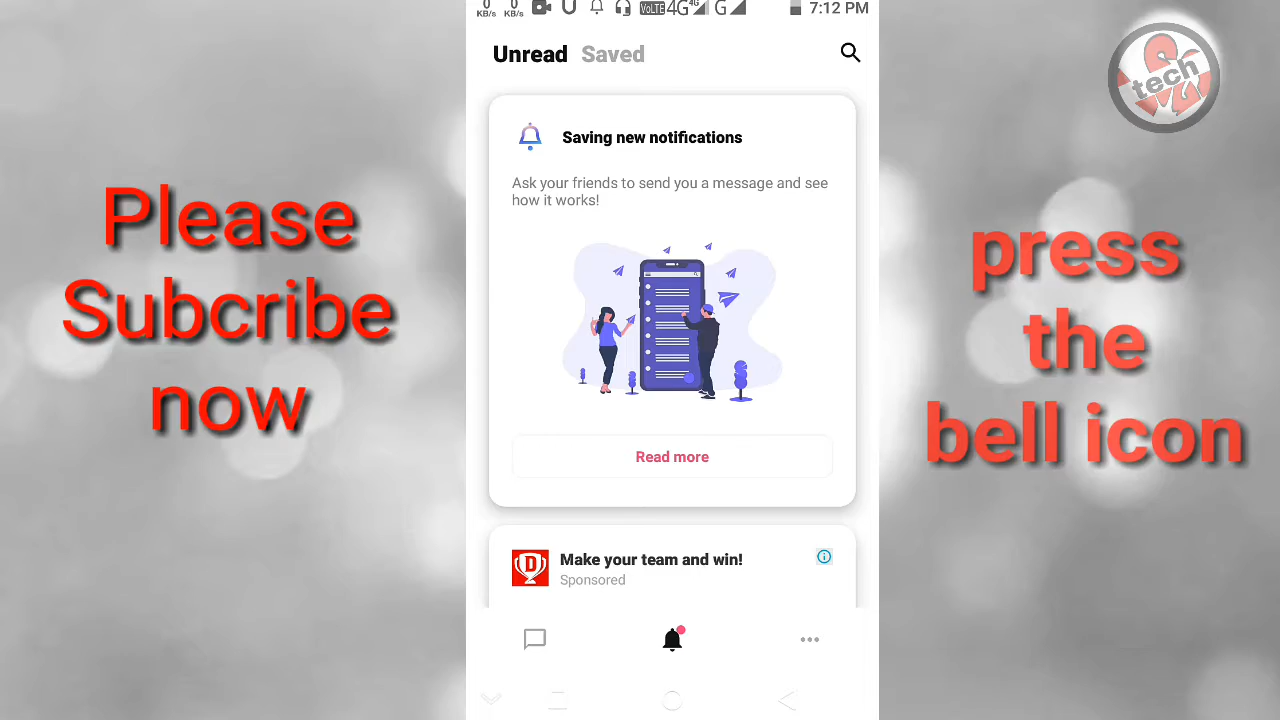 0 KB/s 0 KB/s VoLTE 4G 4G G 7:12 PM
Unread Saved
tech
Saving new notifications
Ask your friends to send you a message and see
how it works!
Please
Subcribe
now
press
the
bell icon
Read more
D
Make your team and win!
Sponsored